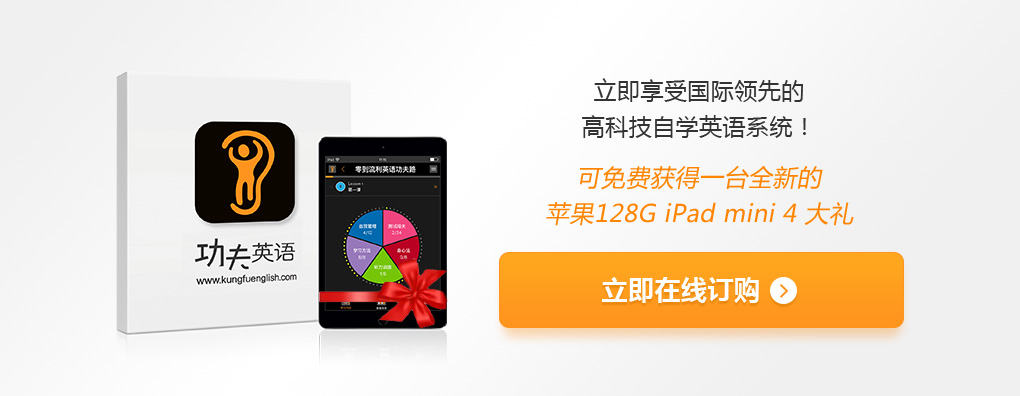 立即享受国际领先的
高科技自学英语系统！
可免费获得一台全新的
苹果128G iPad mini 4 大礼
立即在线订购
功夫英语
www.kungfuenglish.com
iPad
零到流利英语功夫路
Lesson 1
第一课
自我管理
4/12
测试闯关
学习方法
身心法
听力训练